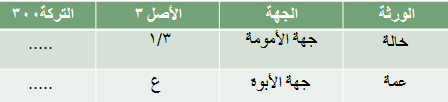 الورثة الجهة الأصل ٣ التركة ٣٠٠
خالة جهة الأمومة ١/٣ .....
عمة جهة الأبوة ع .....